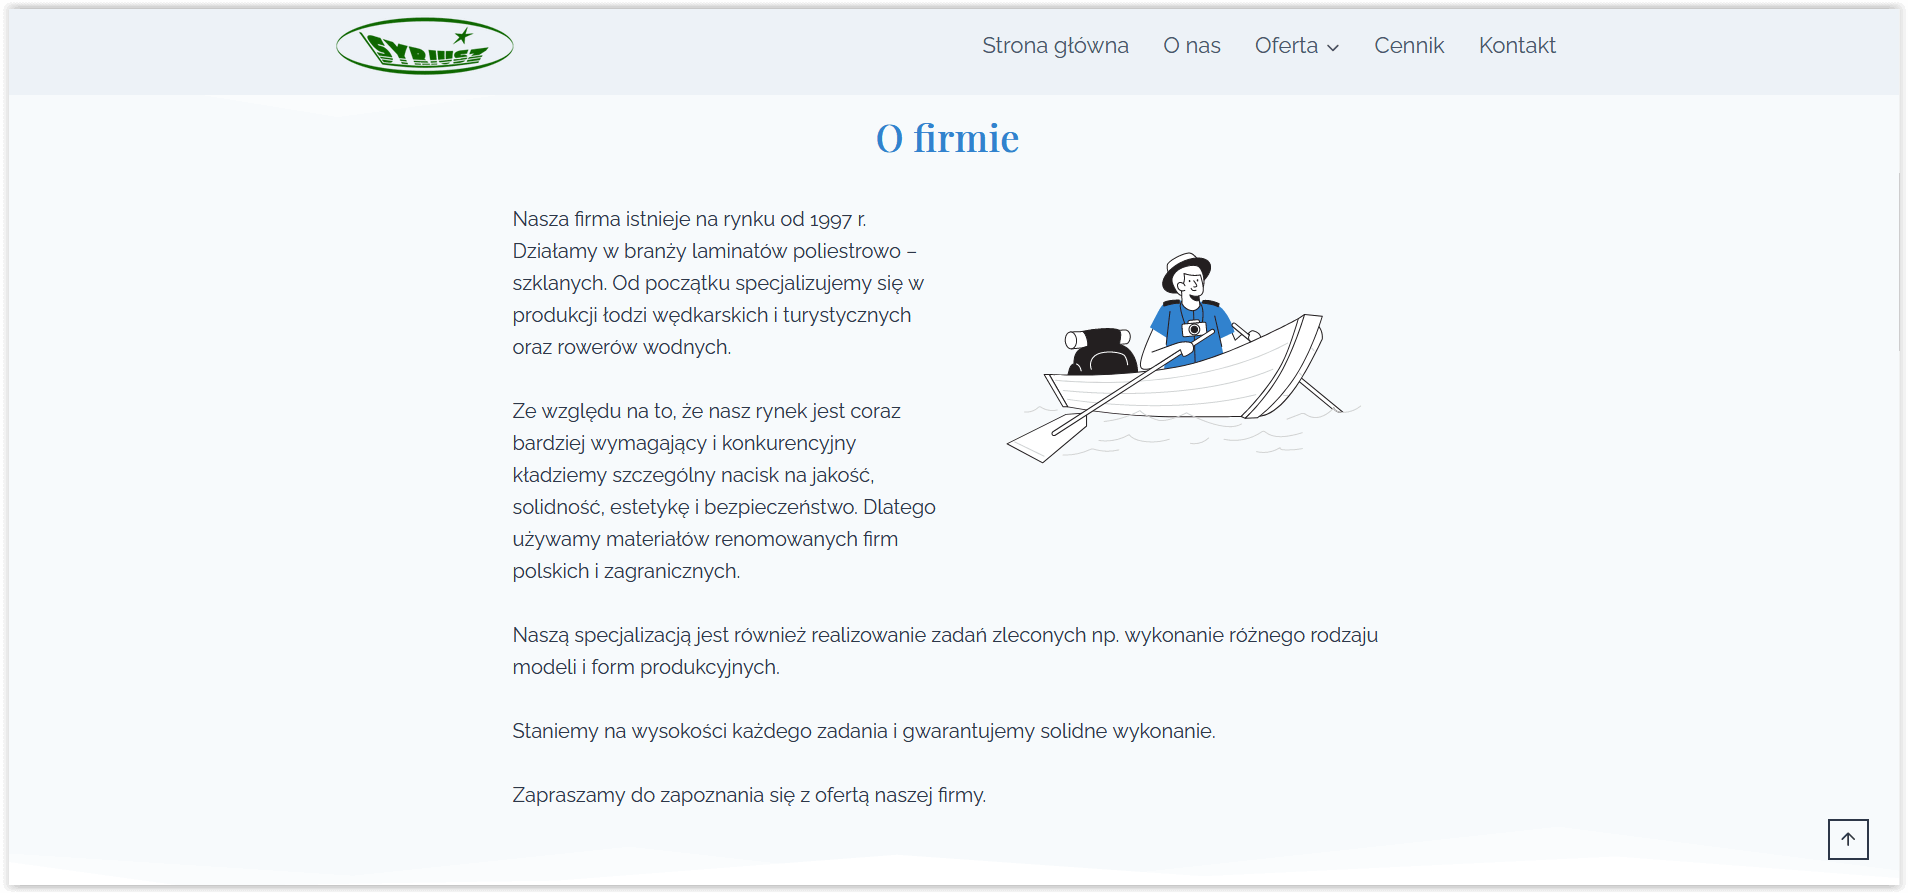 SYRIUSZ
Strona główna
O nas
Oferta
Cennik
Kontakt
O firmie
Nasza firma istnieje na rynku od 1997 r.
Działamy w branży laminatów poliestrowo –
szklanych. Od początku specjalizujemy się w
produkcji łodzi wędkarskich i turystycznych
oraz rowerów wodnych.
Ze względu na to, że nasz rynek jest coraz
bardziej wymagający i konkurencyjny
kładziemy szczególny nacisk na jakość,
solidność, estetykę i bezpieczeństwo. Dlatego
używamy materiałów renomowanych firm
polskich i zagranicznych.
Naszą specjalizacją jest również realizowanie zadań zleconych np. wykonanie różnego rodzaju
modeli i form produkcyjnych.
Staniemy na wysokości każdego zadania i gwarantujemy solidne wykonanie.
Zapraszamy do zapoznania się z ofertą naszej firmy.